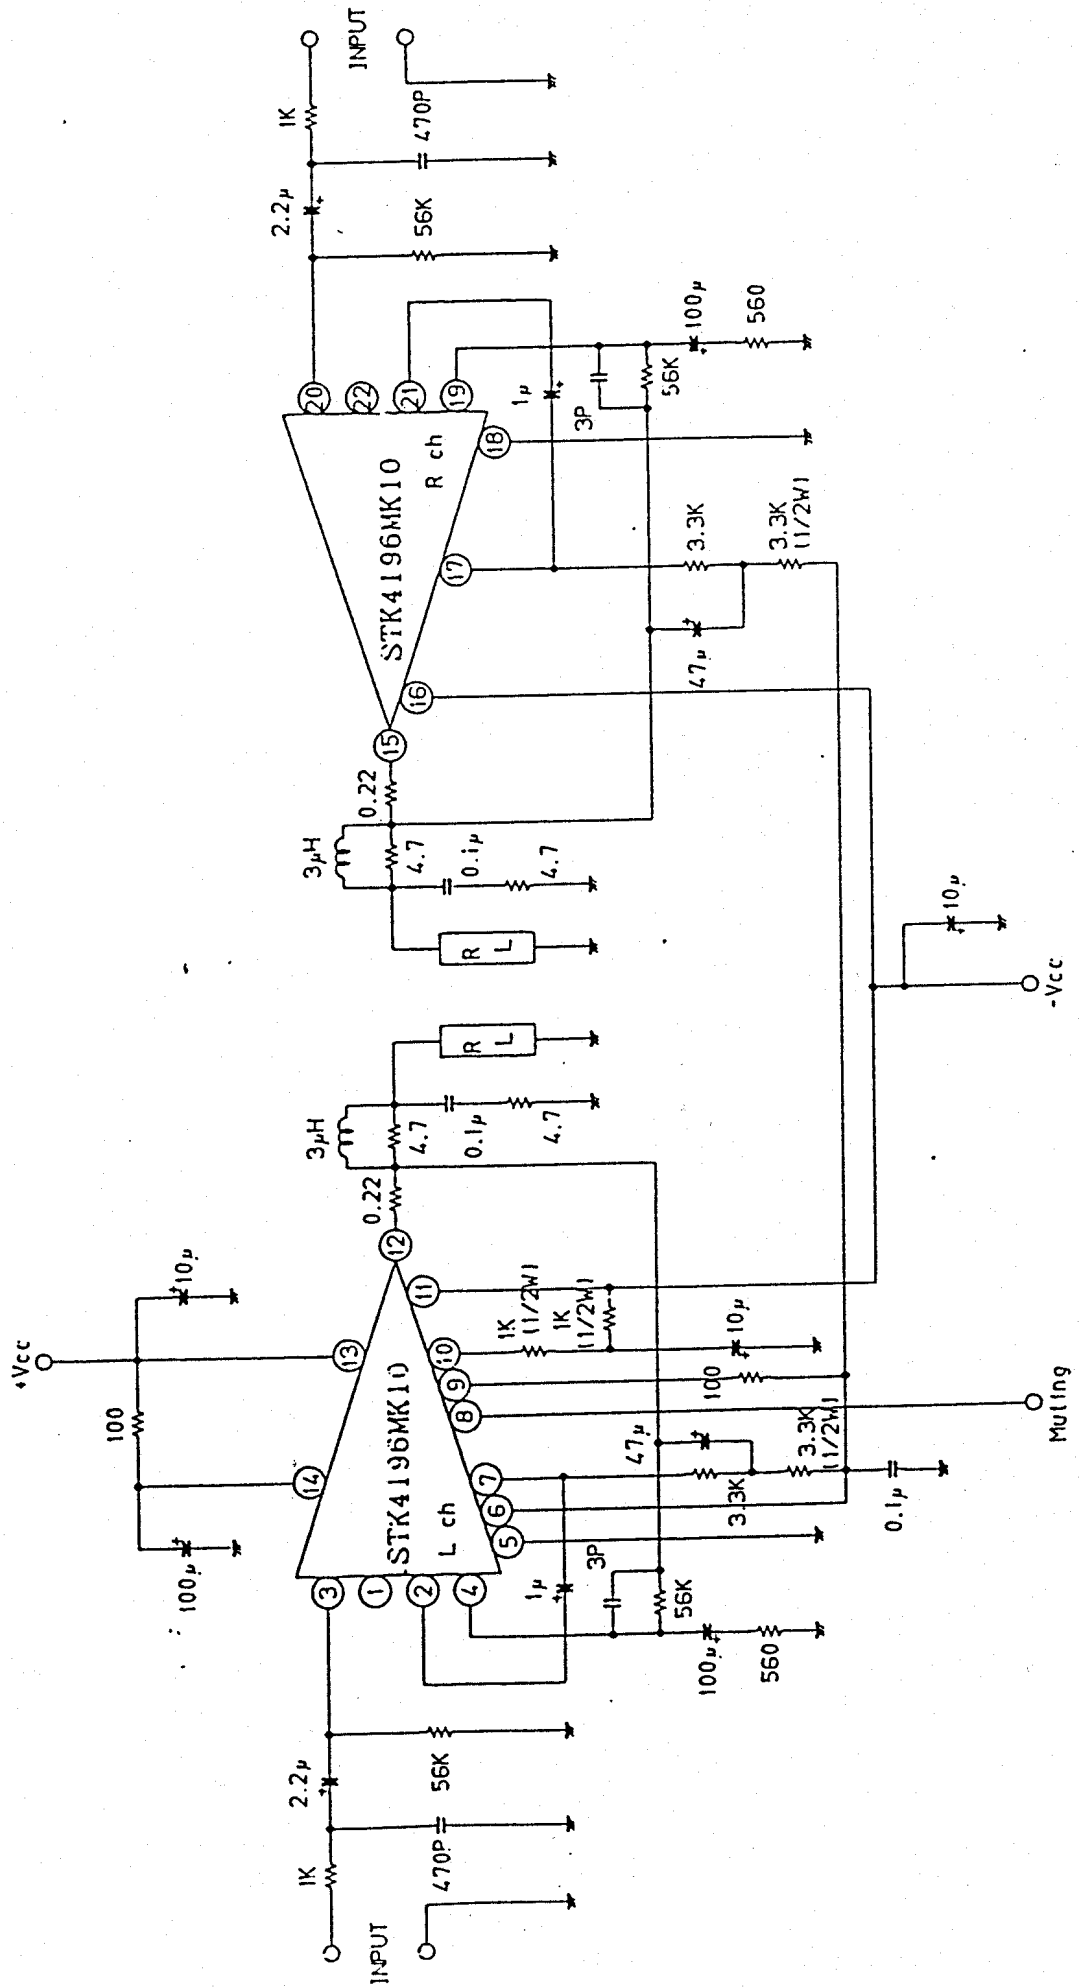 +Vcc
100
100μ
10μ
INPUT
1K
2.2μ
470P
56K
3
1
2
4
14
13
STK4196MK10
L ch
5
6
7
8
9
10
11
12
0.22
3μH
4.7
0.1μ
4.7
R L
1μ
3P
56K
100μ
560
47μ
3.3K
3.3K
(1/2W)
0.1μ
100
1K
(1/2W)
1K
(1/2W)
10μ
Muting
-Vcc
10μ
R L
3μH
4.7
0.1μ
4.7
0.22
15
16
17
18
STK4196MK10
R ch
20
22
21
19
47μ
3.3K
3.3K
(1/2W)
1μ
3P
56K
100μ
560
2.2μ
56K
1K
470P
INPUT